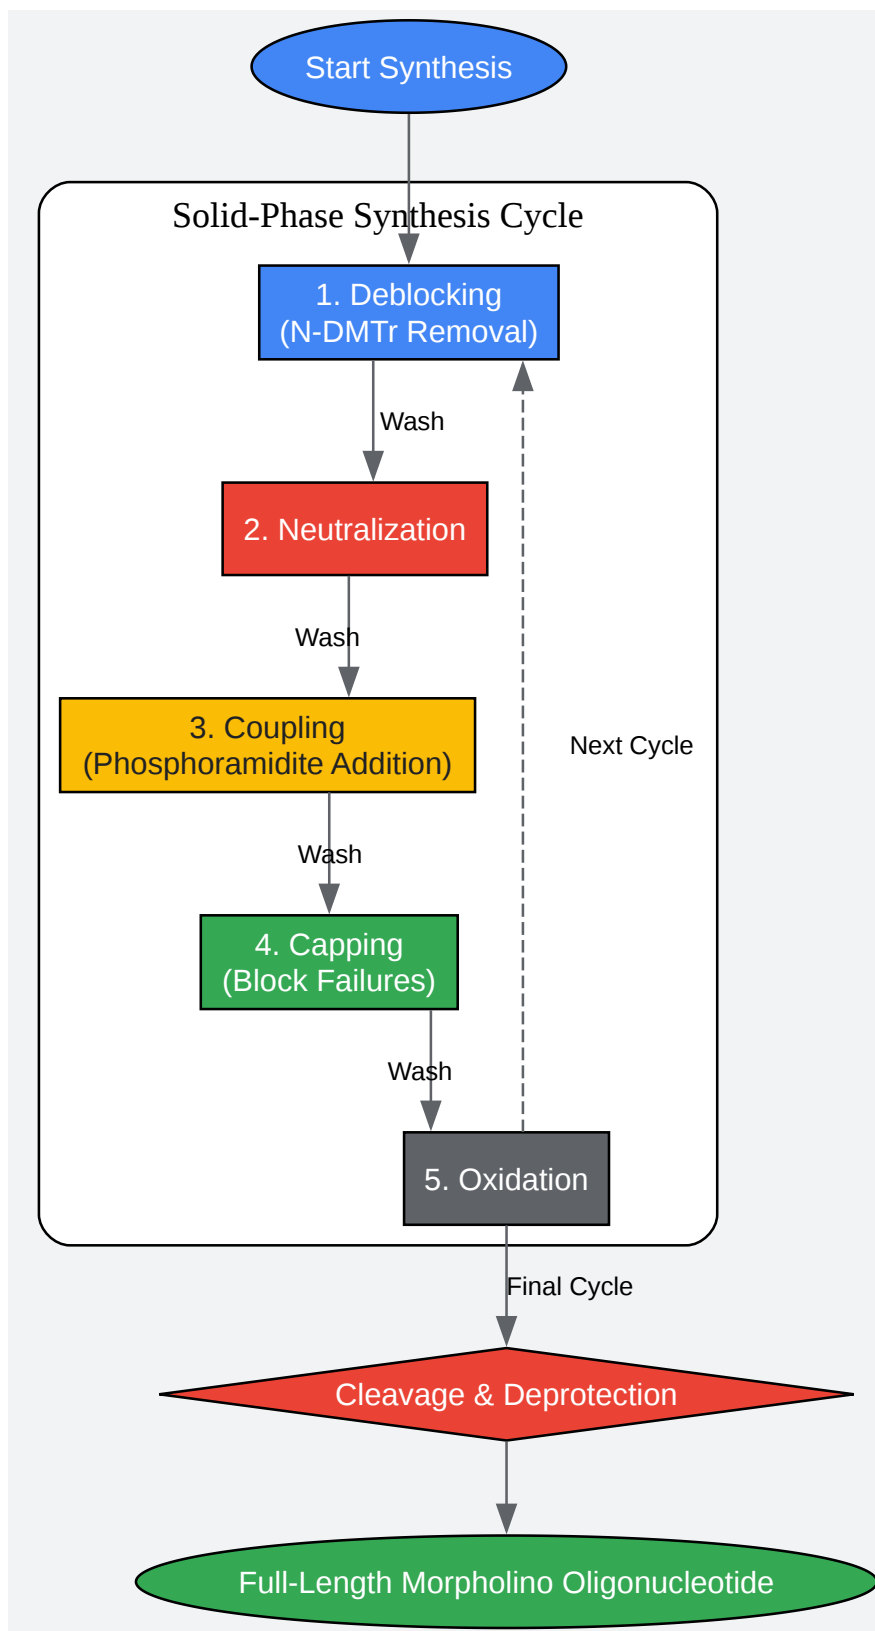 Start Synthesis
Solid-Phase Synthesis Cycle
1. Deblocking
(N-DMTr Removal)
Wash
2. Neutralization
Wash
3. Coupling
(Phosphoramidite Addition)
Next Cycle
Wash
4. Capping
(Block Failures)
Wash
5. Oxidation
Final Cycle
Cleavage & Deprotection
Full-Length Morpholino Oligonucleotide